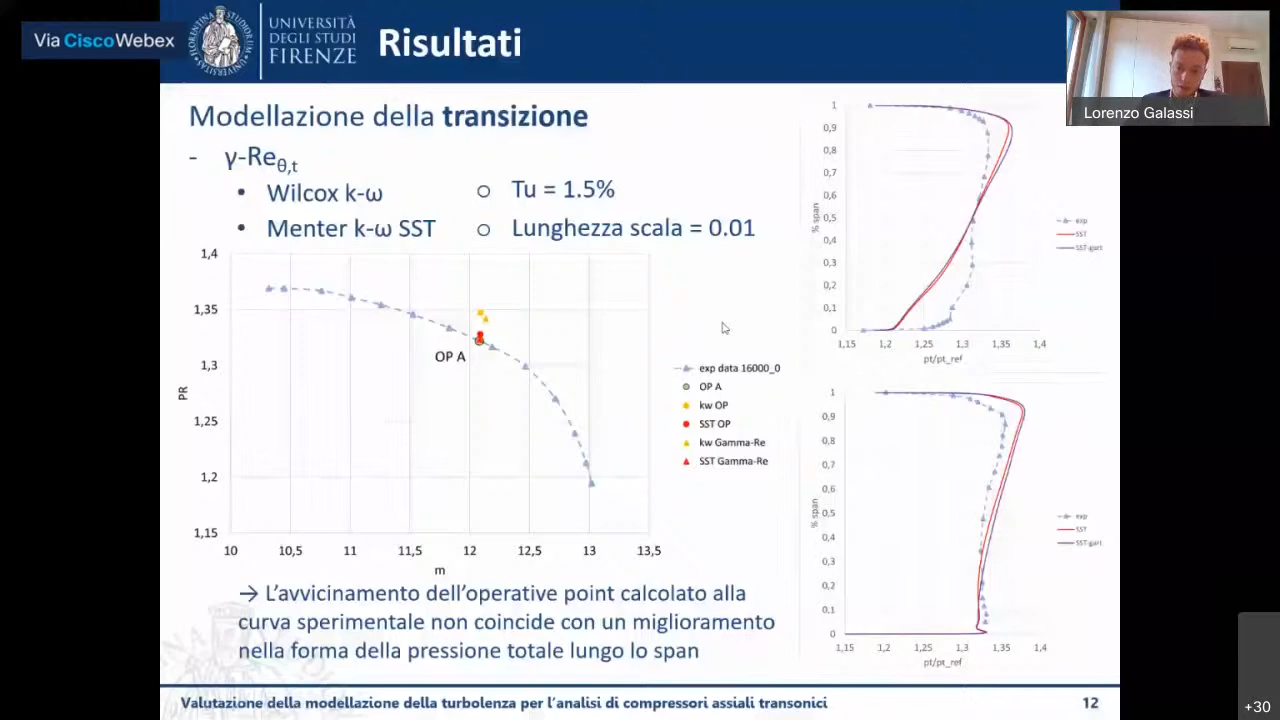 Via CiscoWebex
UNIVERSITÀ
DEGLI STUDI
FIRENZE
Risultati
Lorenzo Galassi
Modellazione della transizione
- γ-Reθ,t
• Wilcox k-ω
○ Tu = 1.5%
• Menter k-ω SST
○ Lunghezza scala = 0.01
1,4
1,35
1,3
1,25
1,2
1,15
PR
OP A
10 10,5 11 11,5 12 12,5 13 13,5
m
exp data 16000_0
OP A
kw OP
SST OP
kw Gamma-Re
SST Gamma-Re
1
0,9
0,8
0,7
0,6
0,5
0,4
0,3
0,2
0,1
0
% span
1,15 1,2 1,25 1,3 1,35 1,4
pt/pt_ref
exp
SST
SST-gart
1
0,9
0,8
0,7
0,6
0,5
0,4
0,3
0,2
0,1
0
% span
1,15 1,2 1,25 1,3 1,35 1,4
pt/pt_ref
exp
SST
SST-gart
→ L'avvicinamento dell'operative point calcolato alla
curva sperimentale non coincide con un miglioramento
nella forma della pressione totale lungo lo span
Valutazione della modellazione della turbolenza per l'analisi di compressori assiali transonici
12
+30